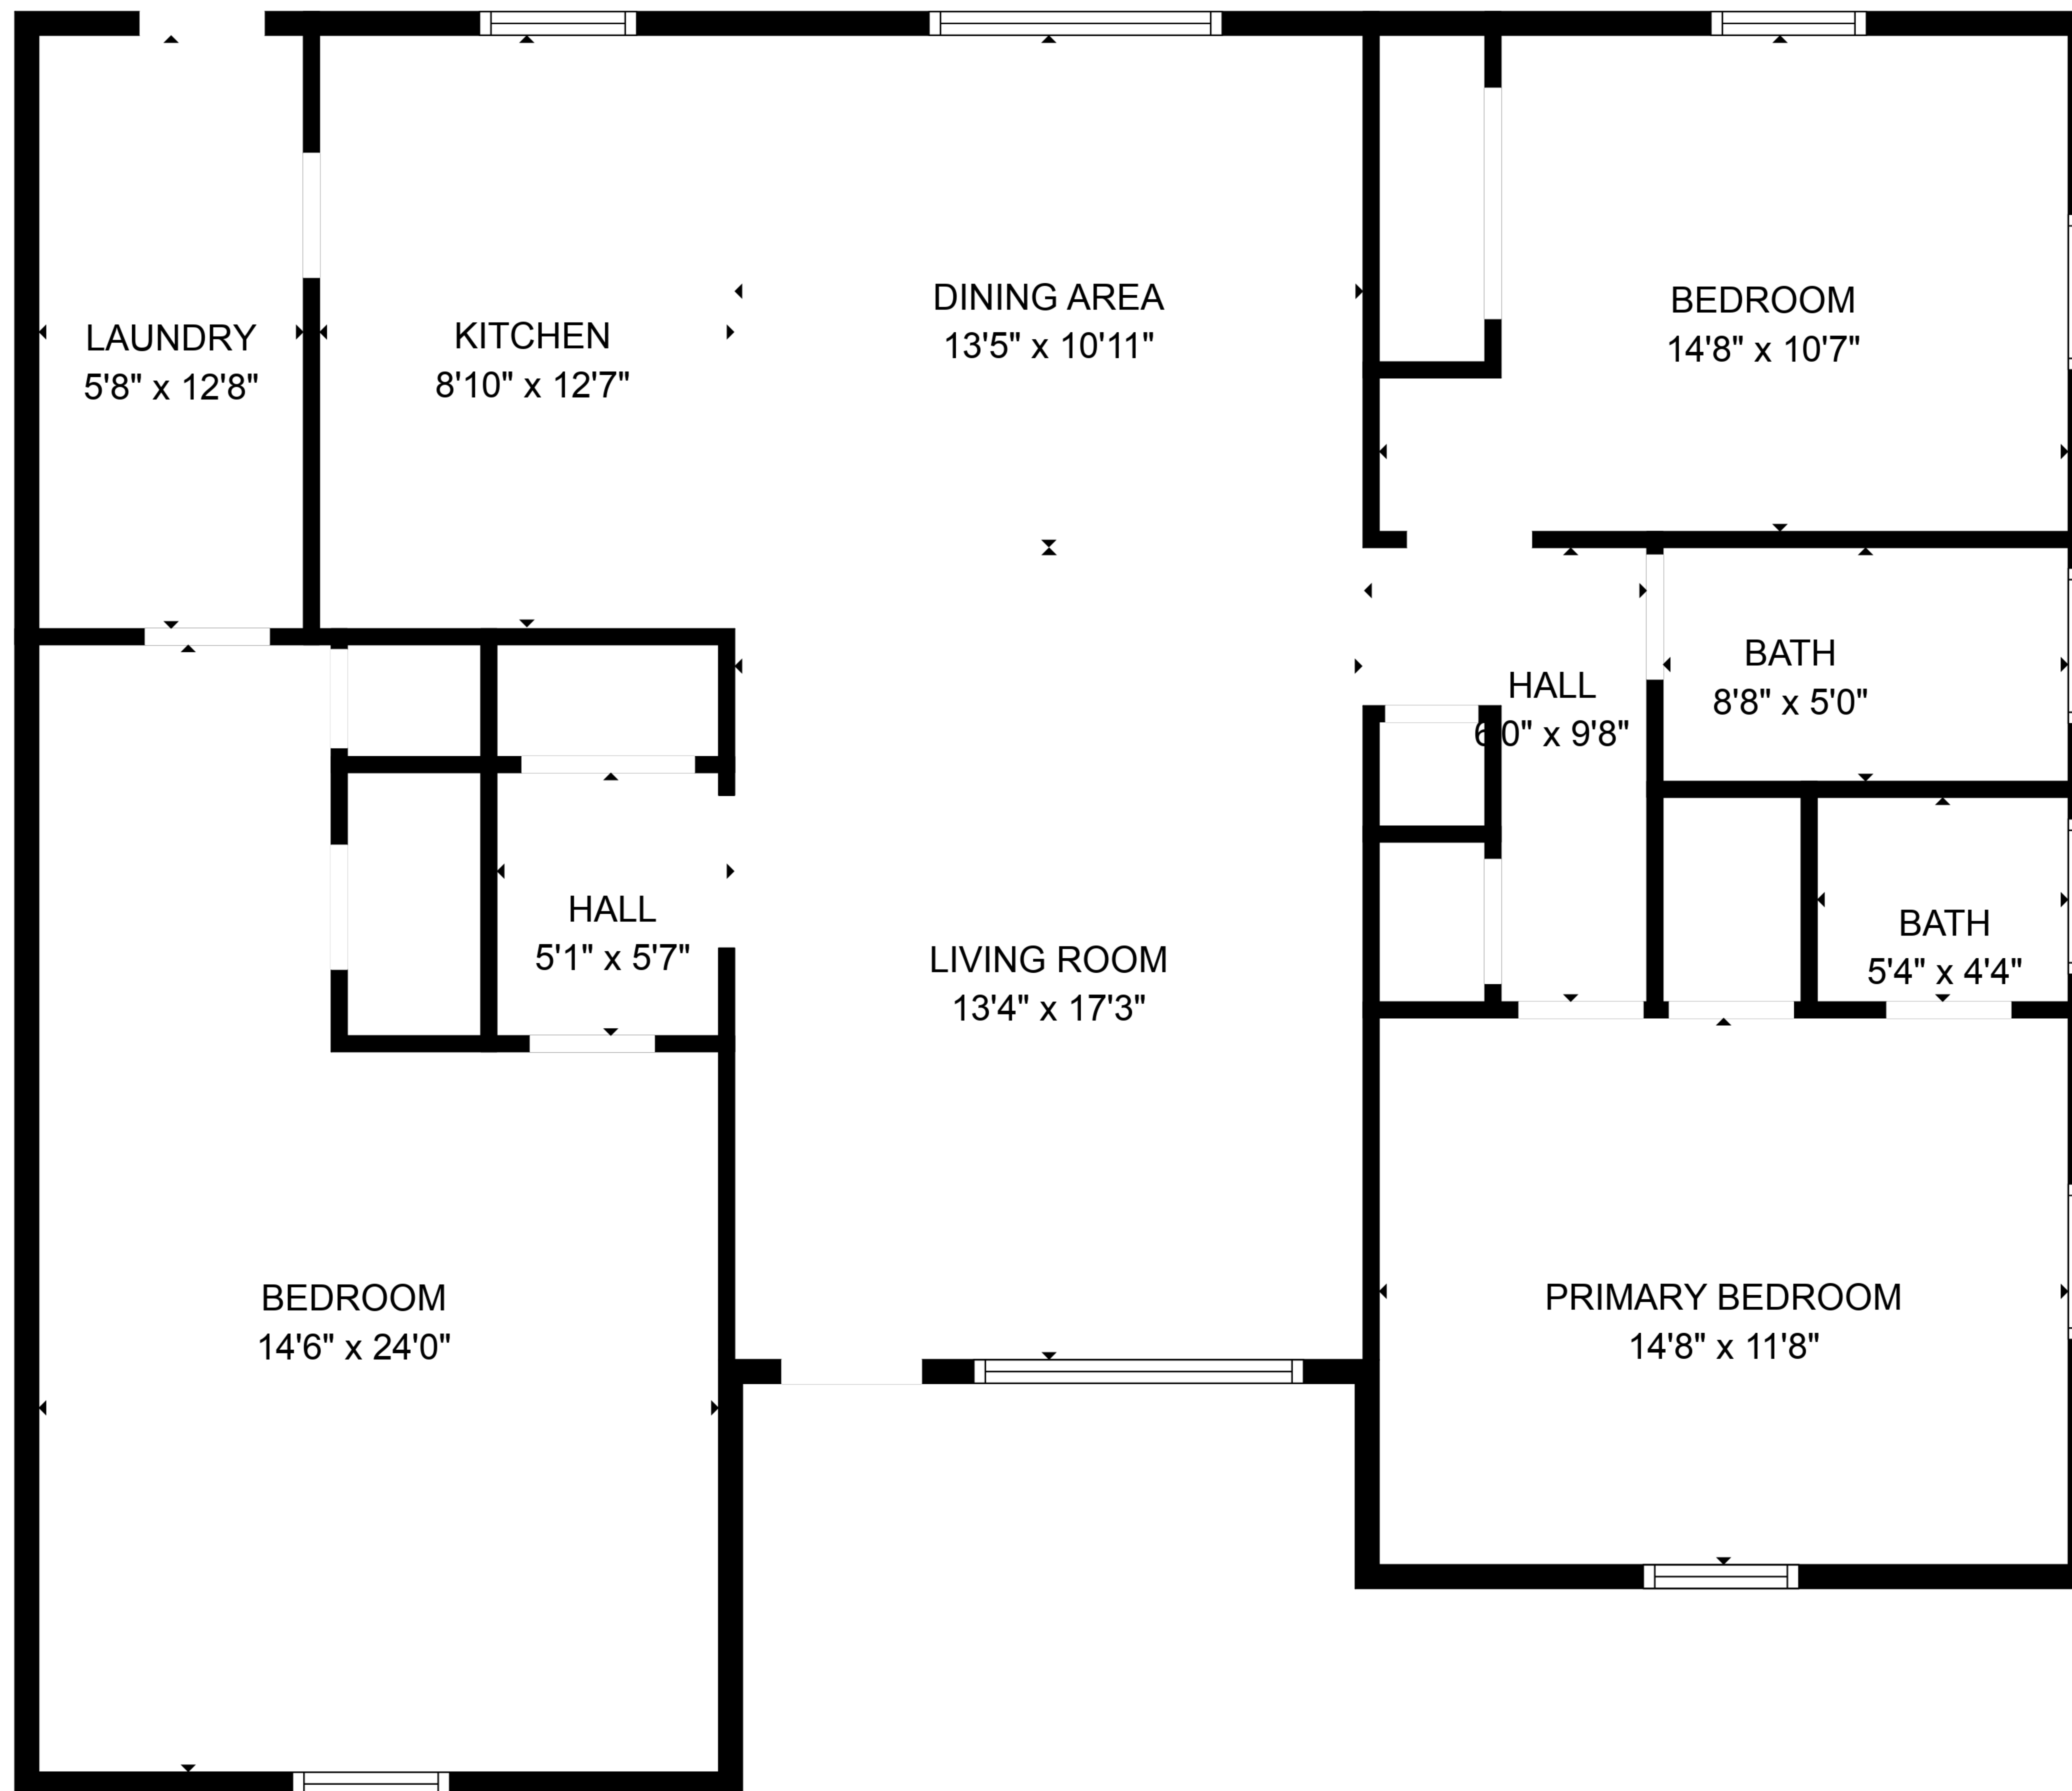 LAUNDRY
5'8" x 12'8"
KITCHEN
8'10" x 12'7"
DINING AREA
13'5" x 10'11"
BEDROOM
14'8" x 10'7"
BATH
8'8" x 5'0"
HALL
6'0" x 9'8"
HALL
5'1" x 5'7"
LIVING ROOM
13'4" x 17'3"
BATH
5'4" x 4'4"
BEDROOM
14'6" x 24'0"
PRIMARY BEDROOM
14'8" x 11'8"